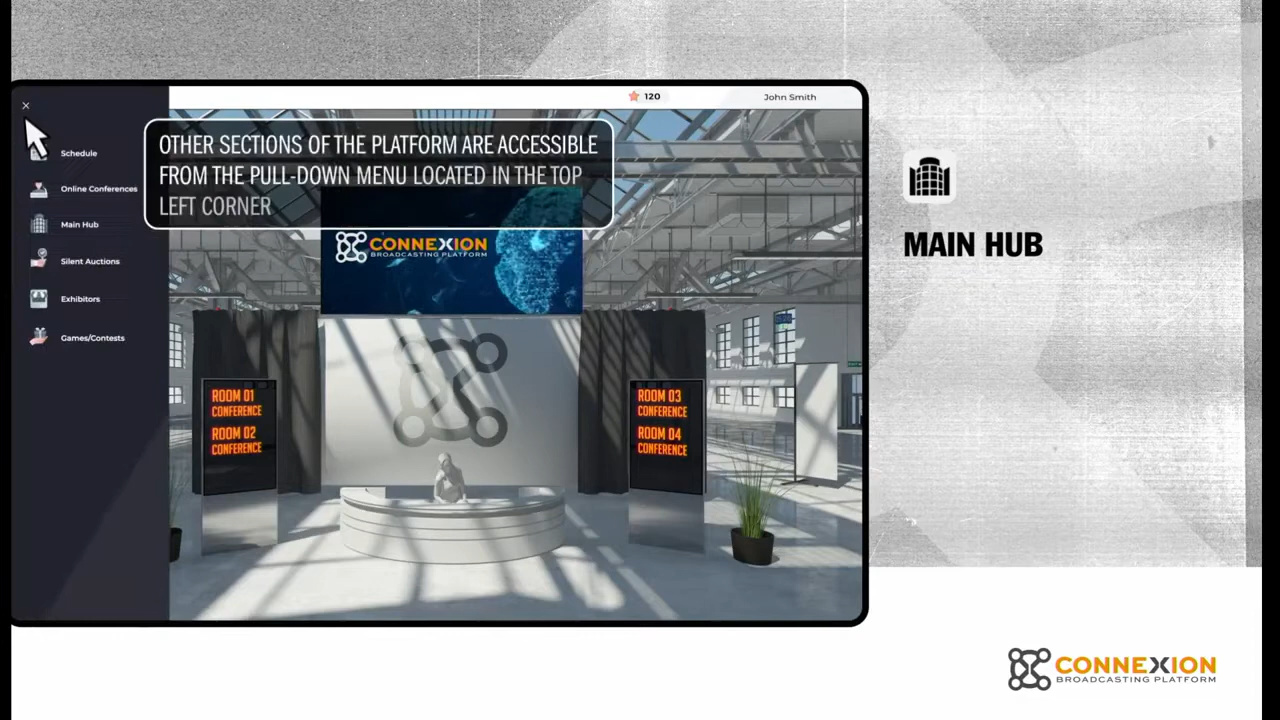 120
John Smith
×
Schedule
Online Conferences
Main Hub
Silent Auctions
Exhibitors
Games/Contests
OTHER SECTIONS OF THE PLATFORM ARE ACCESSIBLE
FROM THE PULL-DOWN MENU LOCATED IN THE TOP
LEFT CORNER
CONNEXION
BROADCASTING PLATFORM
ROOM 01
CONFERENCE
ROOM 02
CONFERENCE
ROOM 03
CONFERENCE
ROOM 04
CONFERENCE
MAIN HUB
CONNEXION
BROADCASTING PLATFORM